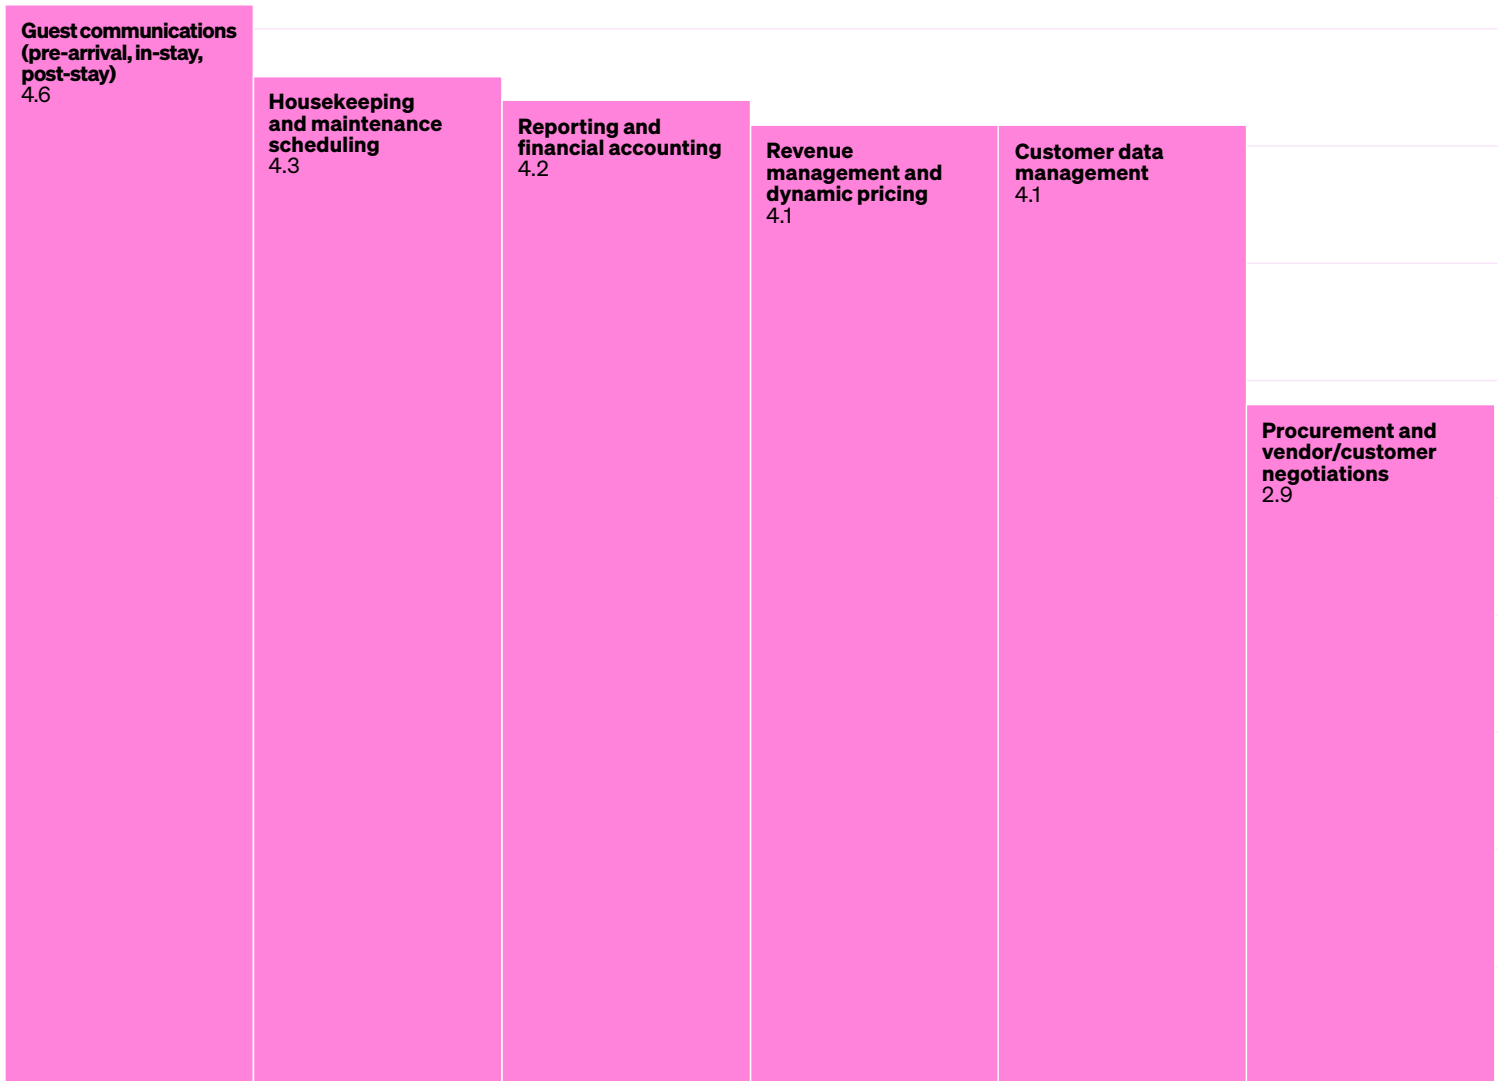 Guest communications
(pre-arrival, in-stay,
post-stay)
4.6
Housekeeping
and maintenance
scheduling
4.3
Reporting and
financial accounting
4.2
Revenue
management and
dynamic pricing
4.1
Customer data
management
4.1
Procurement and
vendor/customer
negotiations
2.9